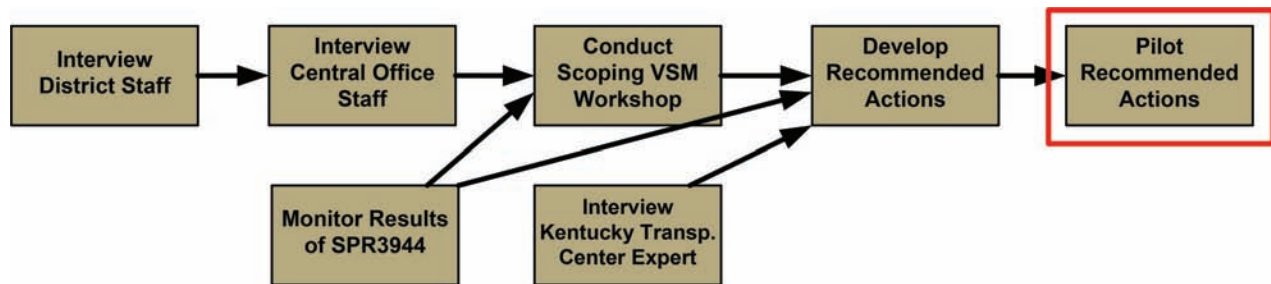 Interview
District Staff
Interview
Central Office
Staff
Conduct
Scoping VSM
Workshop
Develop
Recommended
Actions
Pilot
Recommended
Actions
Monitor Results
of SPR3944
Interview
Kentucky Transp.
Center Expert